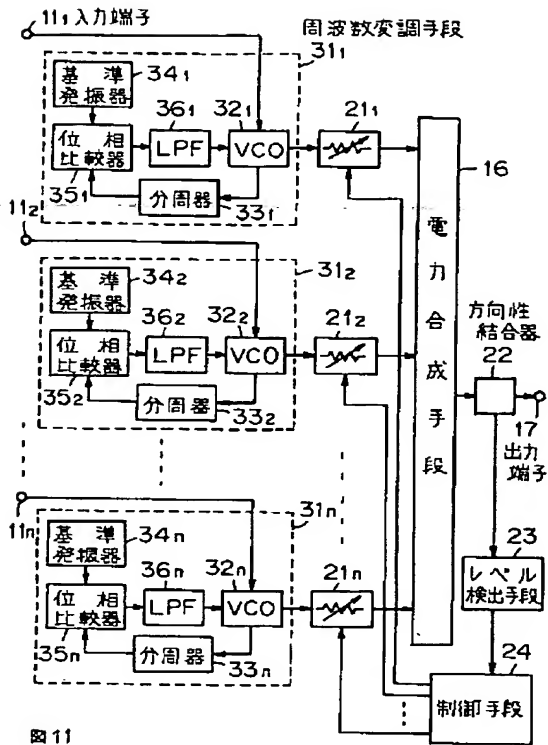 11₁ 入力端子
周波数変調手段
31₁
基準
発振器
34₁
位相
比較器
35₁
36₁
LPF
32₁
VCO
分周器
33₁
21₁
16
電力合成手段
11₂
31₂
基準
発振器
34₂
位相
比較器
35₂
36₂
LPF
32₂
VCO
分周器
33₂
21₂
方向性
結合器
22
17
出力
端子
11n
31n
基準
発振器
34n
位相
比較器
35n
36n
LPF
32n
VCO
分周器
33n
21n
23
レベル
検出手段
24
制御手段
図11